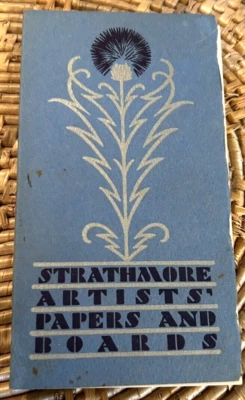 STRATHMORE
ARTISTS'
PAPERS AND
BOARDS